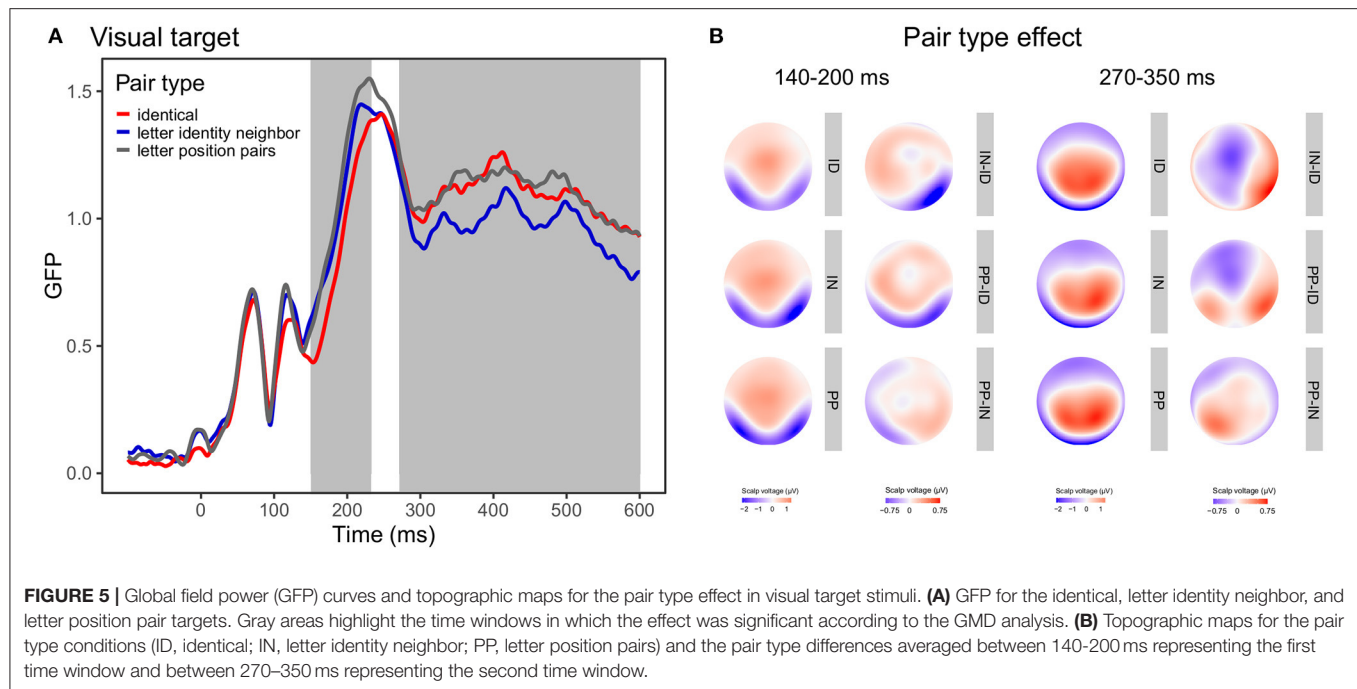 A Visual target
Pair type
identical
letter identity neighbor
letter position pairs
1.5
1.0
0.5
0.0
GFP
0 100 200 300 400 500 600
Time (ms)
B Pair type effect
140-200 ms 270-350 ms
ID IN-ID ID IN-ID
IN PP-ID IN PP-ID
PP PP-IN PP PP-IN
Scalp voltage (µV) Scalp voltage (µV) Scalp voltage (µV) Scalp voltage (µV)
-2 -1 0 1 -0.75 0 0.75 -2 -1 0 1 -0.75 0 0.75
FIGURE 5 | Global field power (GFP) curves and topographic maps for the pair type effect in visual target stimuli. (A) GFP for the identical, letter identity neighbor, and
letter position pair targets. Gray areas highlight the time windows in which the effect was significant according to the GMD analysis. (B) Topographic maps for the pair
type conditions (ID, identical; IN, letter identity neighbor; PP, letter position pairs) and the pair type differences averaged between 140-200 ms representing the first
time window and between 270–350 ms representing the second time window.